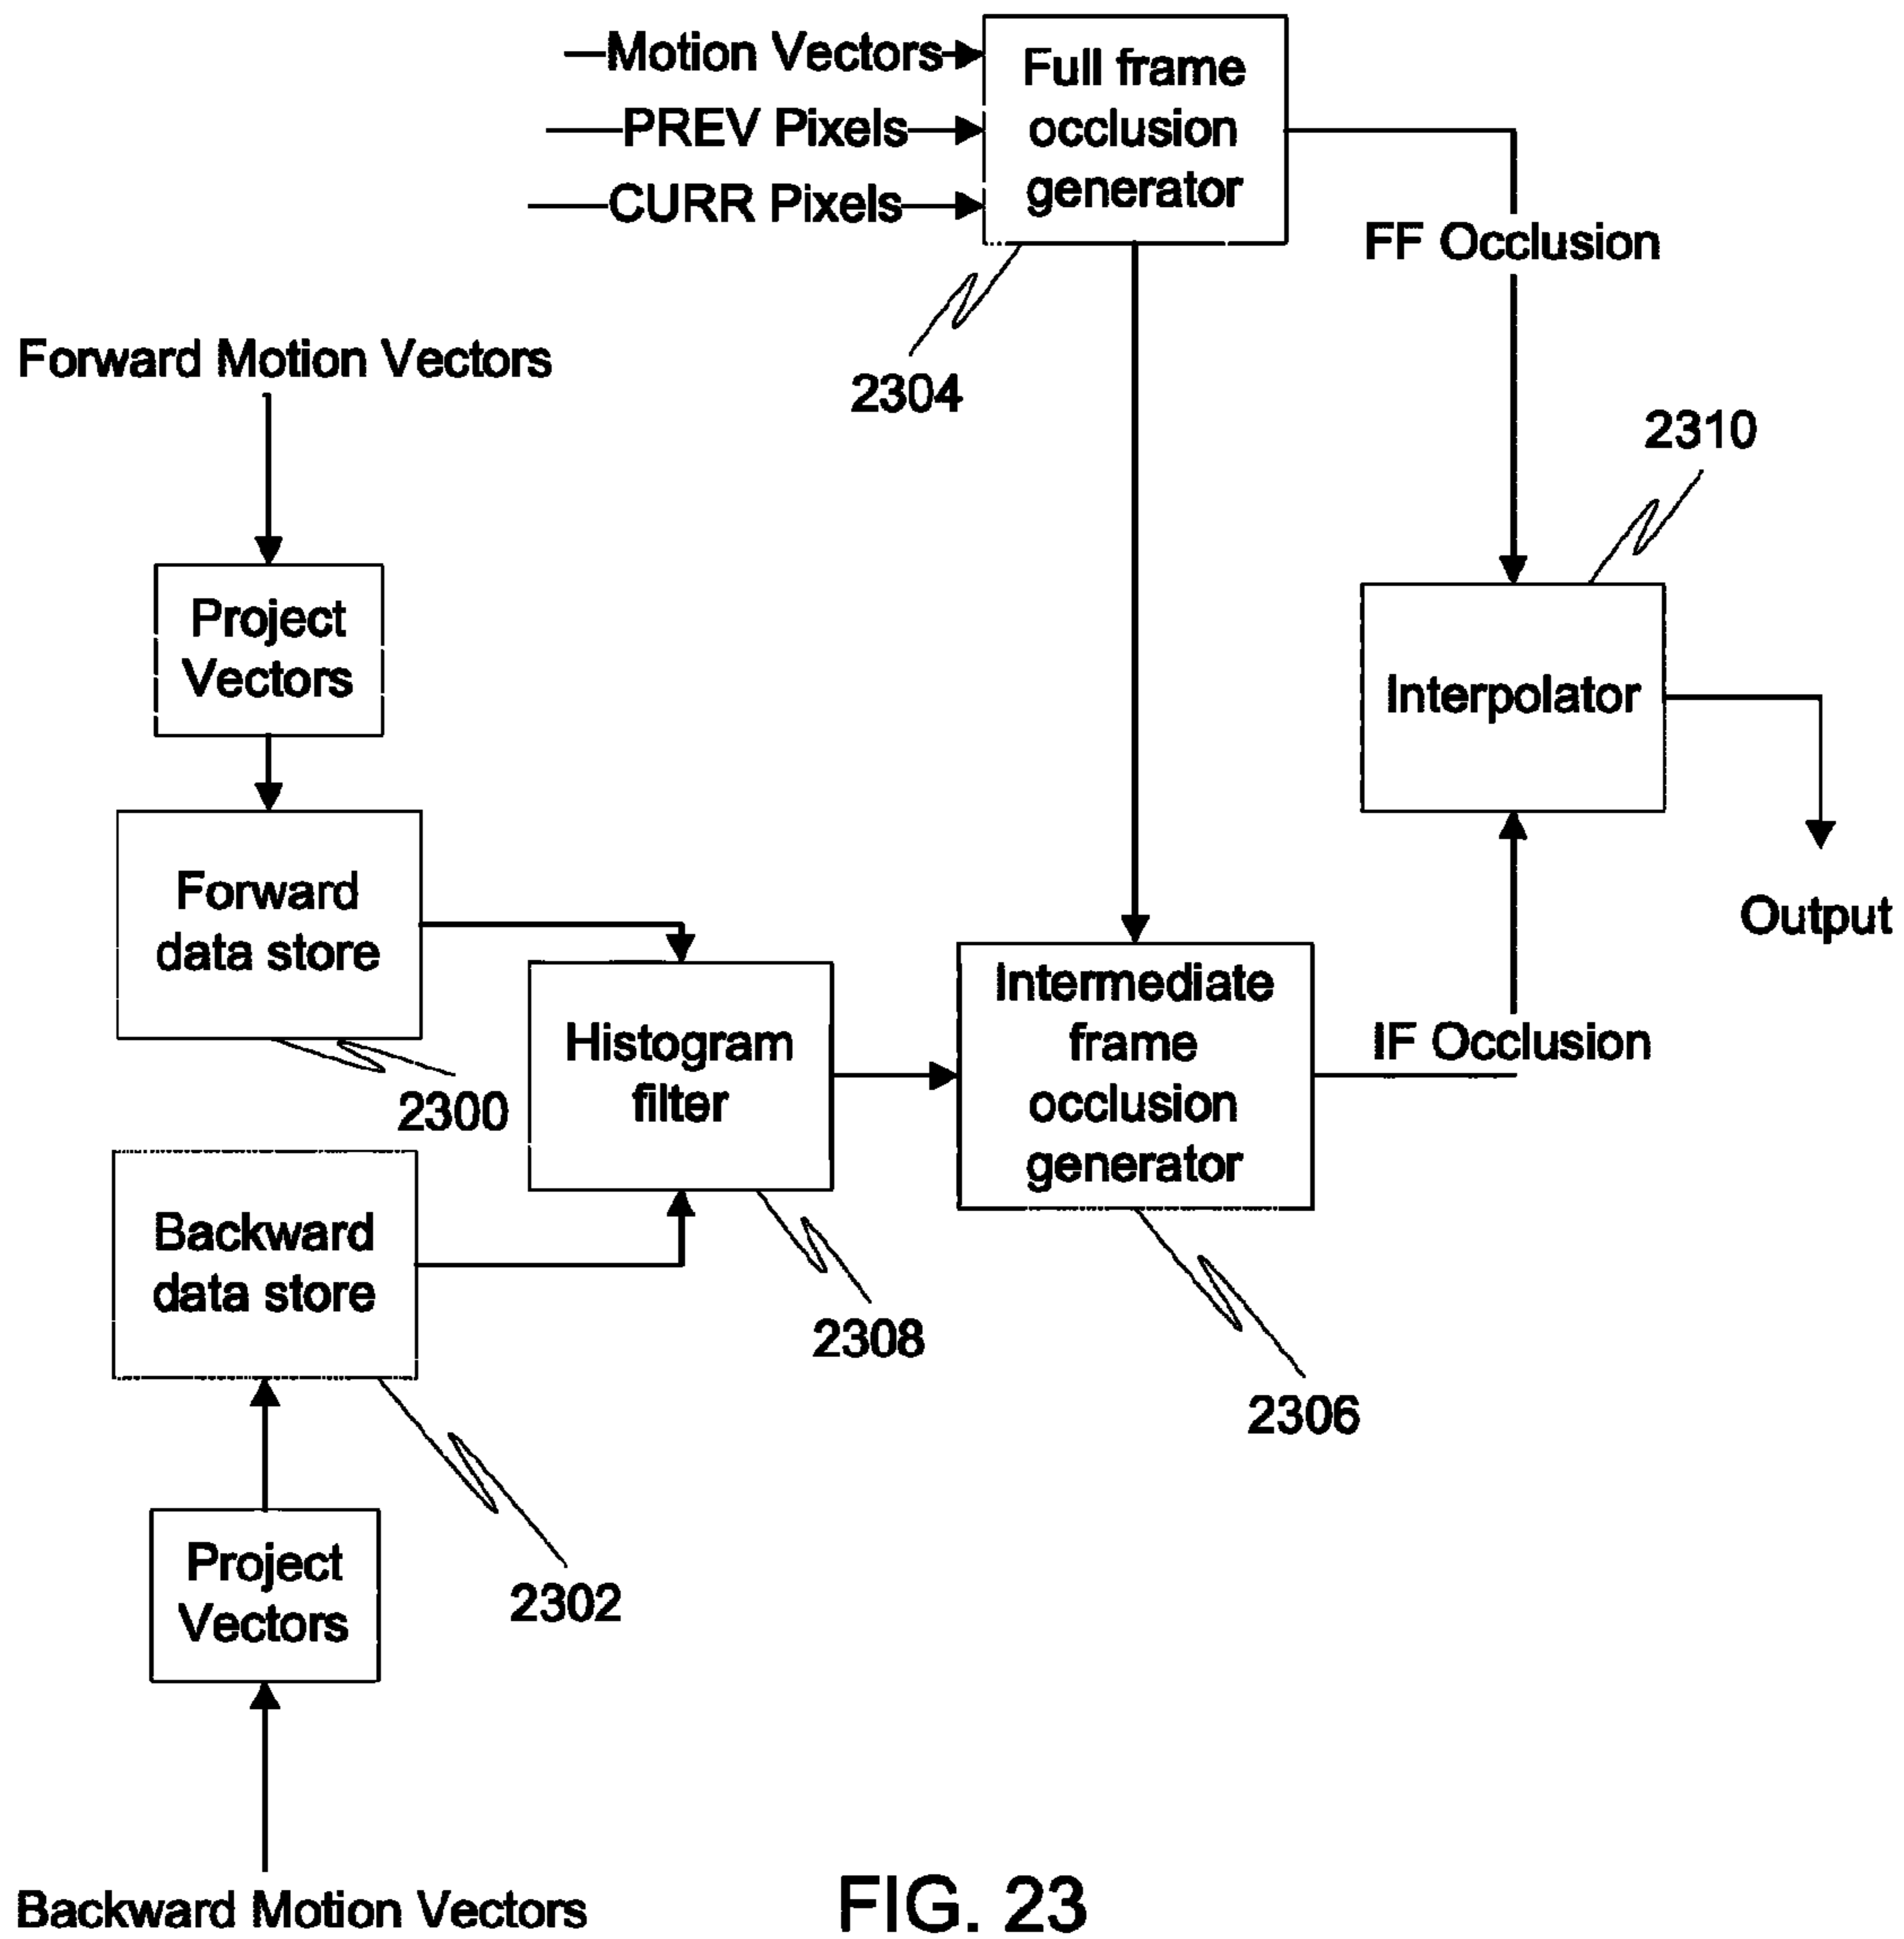 Motion Vectors
PREV Pixels
CURR Pixels
Full frame
occlusion
generator
FF Occlusion
2304
Forward Motion Vectors
2310
Project
Vectors
Interpolator
Forward
data store
Output
2300
Histogram
filter
Intermediate
frame
occlusion
generator
IF Occlusion
Backward
data store
2308
2306
2302
Project
Vectors
Backward Motion Vectors
FIG. 23